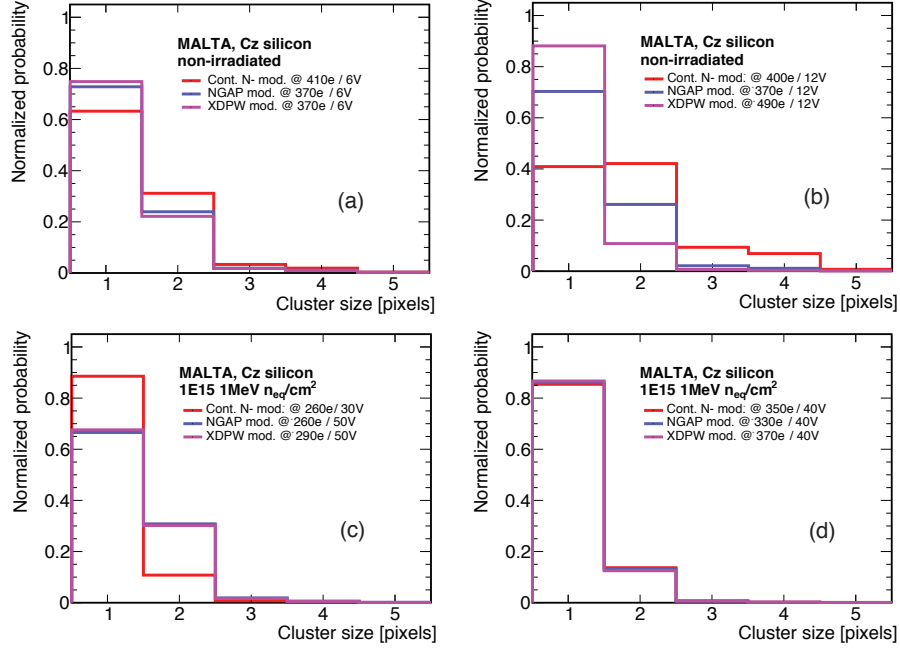 Normalized probability
1
0.8
0.6
0.4
0.2
0
MALTA, Cz silicon
non-irradiated
Cont. N- mod. @ 410e / 6V
NGAP mod. @ 370e / 6V
XDPW mod. @ 370e / 6V
(a)
1 2 3 4 5
Cluster size [pixels]
Normalized probability
1
0.8
0.6
0.4
0.2
0
MALTA, Cz silicon
non-irradiated
Cont. N- mod. @ 400e / 12V
NGAP mod. @ 370e / 12V
XDPW mod. @ 490e / 12V
(b)
1 2 3 4 5
Cluster size [pixels]
Normalized probability
1
0.8
0.6
0.4
0.2
0
MALTA, Cz silicon
1E15 1MeV n_eq/cm²
Cont. N- mod. @ 260e / 30V
NGAP mod. @ 260e / 50V
XDPW mod. @ 290e / 50V
(c)
1 2 3 4 5
Cluster size [pixels]
Normalized probability
1
0.8
0.6
0.4
0.2
0
MALTA, Cz silicon
1E15 1MeV n_eq/cm²
Cont. N- mod. @ 350e / 40V
NGAP mod. @ 330e / 40V
XDPW mod. @ 370e / 40V
(d)
1 2 3 4 5
Cluster size [pixels]